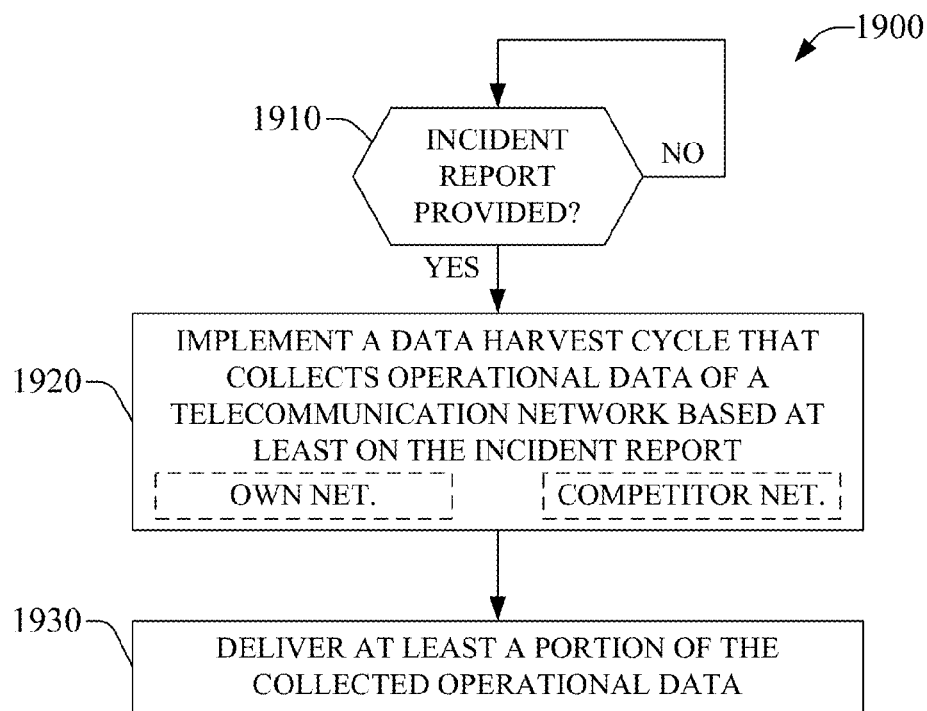 1900
1910
INCIDENT
REPORT
PROVIDED?
NO
YES
1920
IMPLEMENT A DATA HARVEST CYCLE THAT
COLLECTS OPERATIONAL DATA OF A
TELECOMMUNICATION NETWORK BASED AT
LEAST ON THE INCIDENT REPORT
OWN NET. COMPETITOR NET.
1930
DELIVER AT LEAST A PORTION OF THE
COLLECTED OPERATIONAL DATA